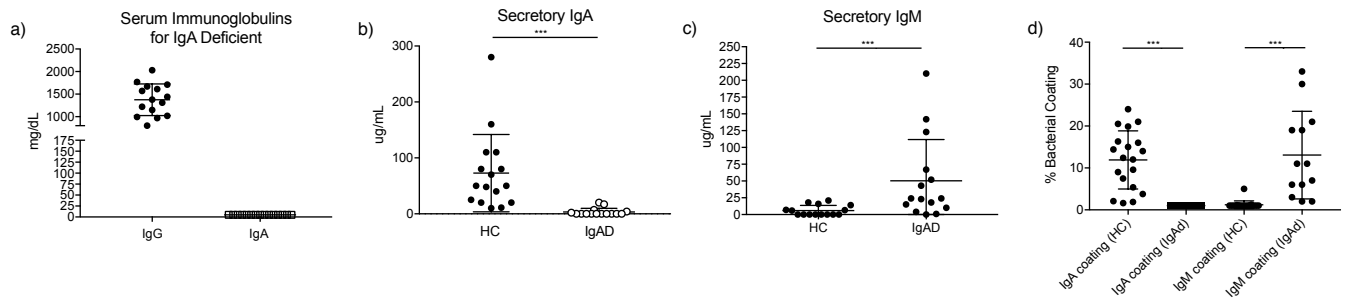 a)
Serum Immunoglobulins
for IgA Deficient
mg/dL
2500
2000
1500
1000
500
175
150
125
100
75
50
25
0
IgG
IgA
b)
Secretory IgA
***
ug/mL
300
200
100
0
HC
IgAD
c)
Secretory IgM
***
ug/mL
250
225
200
175
150
125
100
75
50
25
0
HC
IgAD
d)
***
***
% Bacterial Coating
40
30
20
10
0
IgA coating (HC)
IgA coating (IgAd)
IgM coating (HC)
IgM coating (IgAd)